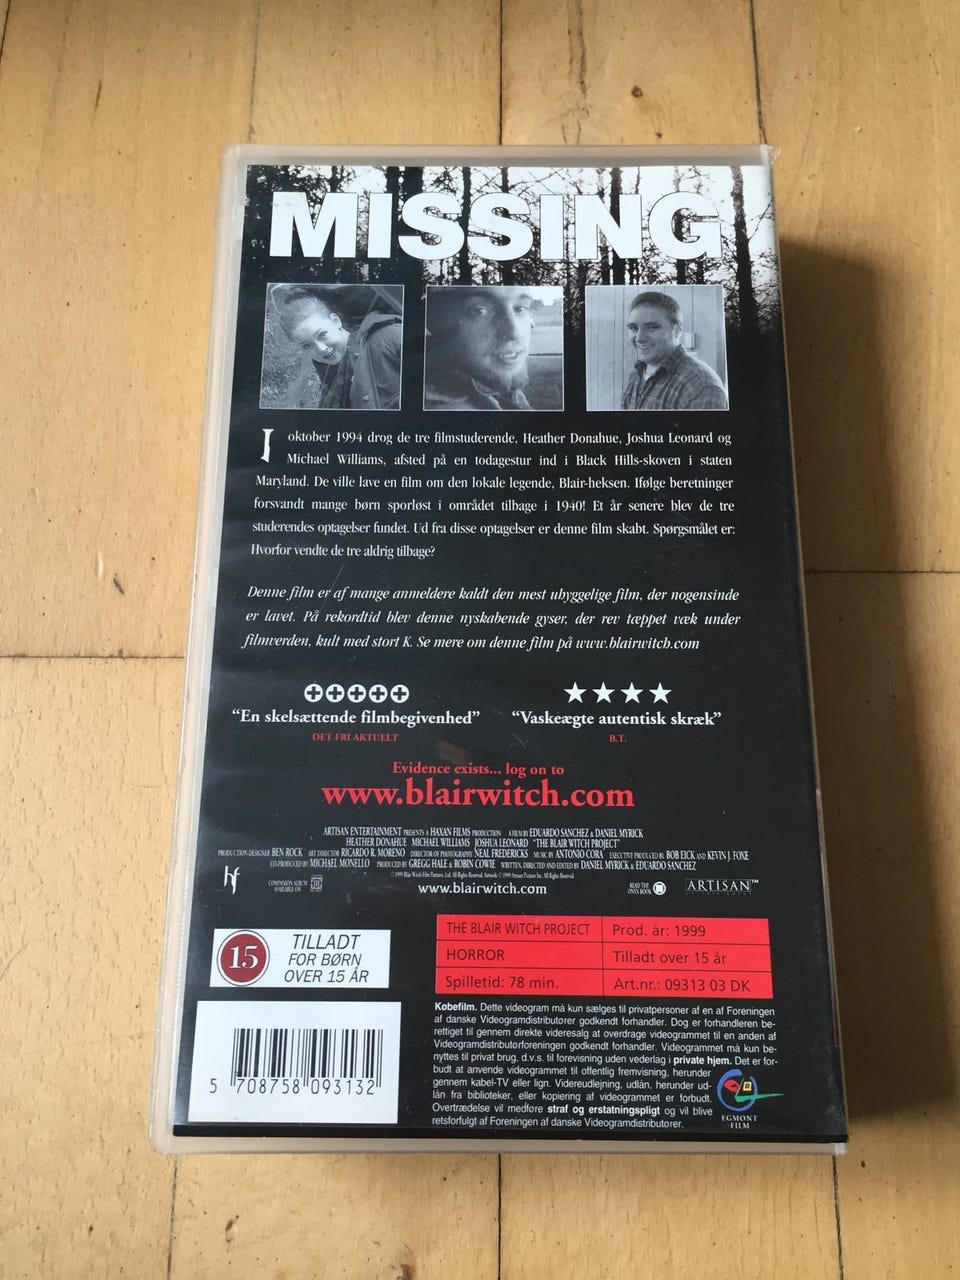 MISSING
I oktober 1994 drog de tre filmstuderende, Heather Donahue, Joshua Leonard og
Michael Williams, afsted på en todagestur ind i Black Hills-skoven i staten
Maryland. De ville lave en film om den lokale legende, Blair-heksen. Ifølge beretninger
forsvandt mange børn sporløst i området tilbage i 1940! Et år senere blev de tre
studerendes optagelser fundet. Ud fra disse optagelser er denne film skabt. Spørgsmålet er:
Hvorfor vendte de tre aldrig tilbage?
Denne film er af mange anmeldere kaldt den mest uhyggelige film, der nogensinde
er lavet. På rekordtid blev denne nyskabende gyser, der rev tæppet væk under
filmverden, kult med stort K. Se mere om denne film på www.blairwitch.com
"En skelsættende filmbegivenhed"
DET FRI AKTUELT
"Vaskeægte autentisk skræk"
B.T.
Evidence exists... log on to
www.blairwitch.com
ARTISAN ENTERTAINMENT PRESENTS A HAXAN FILMS PRODUCTION A FILM BY EDUARDO SANCHEZ & DANIEL MYRICK
HEATHER DONAHUE MICHAEL WILLIAMS JOSHUA LEONARD "THE BLAIR WITCH PROJECT"
PRODUCTION DESIGNER BEN ROCK ART DIRECTOR RICARDO R. MORENO DIRECTOR OF PHOTOGRAPHY NEAL FREDERICKS MUSIC BY ANTONIO CORA EXECUTIVE PRODUCED BY BOB EICK AND KEVIN J. FOXE
CO-PRODUCED BY MICHAEL MONELLO PRODUCED BY GREGG HALE & ROBIN COWIE WRITTEN, DIRECTED AND EDITED BY DANIEL MYRICK & EDUARDO SANCHEZ
hf
COMPANION ALBUM
AVAILABLE ON
www.blairwitch.com
READ THE
ONYX BOOK
ARTISAN™
ENTERTAINMENT
15
TILLADT
FOR BØRN
OVER 15 ÅR
THE BLAIR WITCH PROJECT Prod. år: 1999
HORROR Tilladt over 15 år
Spilletid: 78 min. Art.nr.: 09313 03 DK
5 708758 093132
Købefilm. Dette videogram må kun sælges til privatpersoner af en af Foreningen
af danske Videogramdistributører godkendt forhandler. Dog er forhandleren be-
rettiget til gennem direkte videresalg at overdrage videogrammet til en anden af
Videogramdistributørforeningen godkendt forhandler. Videogrammet må kun be-
nyttes til privat brug, d.v.s. til forevisning uden vederlag i private hjem. Det er for-
budt at anvende videogrammet til offentlig fremvisning, herunder
gennem kabel-TV eller lign. Videreudlejning, udlån, herunder ud-
lån fra biblioteker, eller kopiering af videogrammet er forbudt.
Overtrædelse vil medføre straf og erstatningspligt og vil blive
retsforfulgt af Foreningen af danske Videogramdistributører.
EGMONT
FILM